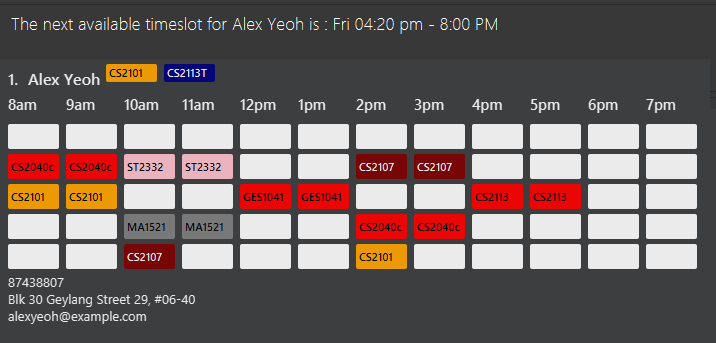 The next available timeslot for Alex Yeoh is : Fri 04:20 pm - 8:00 PM
1. Alex Yeoh CS2101 CS2113T
8am 9am 10am 11am 12pm 1pm 2pm 3pm 4pm 5pm 6pm 7pm
CS2040c CS2040c ST2332 ST2332 CS2107 CS2107
CS2101 CS2101 GES1041 GES1041 CS2113 CS2113
MA1521 MA1521 CS2040c CS2040c
CS2107 CS2101
87438807
Blk 30 Geylang Street 29, #06-40
alexyeoh@example.com